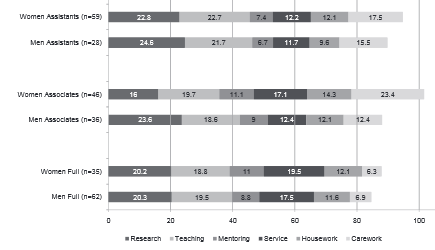 Women Assistants (n=59) 22.8 22.7 7.4 12.2 12.1 17.5
Men Assistants (n=28) 24.6 21.7 6.7 11.7 9.6 15.5
Women Associates (n=46) 16 19.7 11.1 17.1 14.3 23.4
Men Associates (n=36) 23.6 18.6 9 12.4 12.1 12.4
Women Full (n=35) 20.2 18.8 11 19.5 12.1 6.3
Men Full (n=62) 20.3 19.5 8.8 17.5 11.6 6.9
0 20 40 60 80 100
Research Teaching Mentoring Service Housework Carework